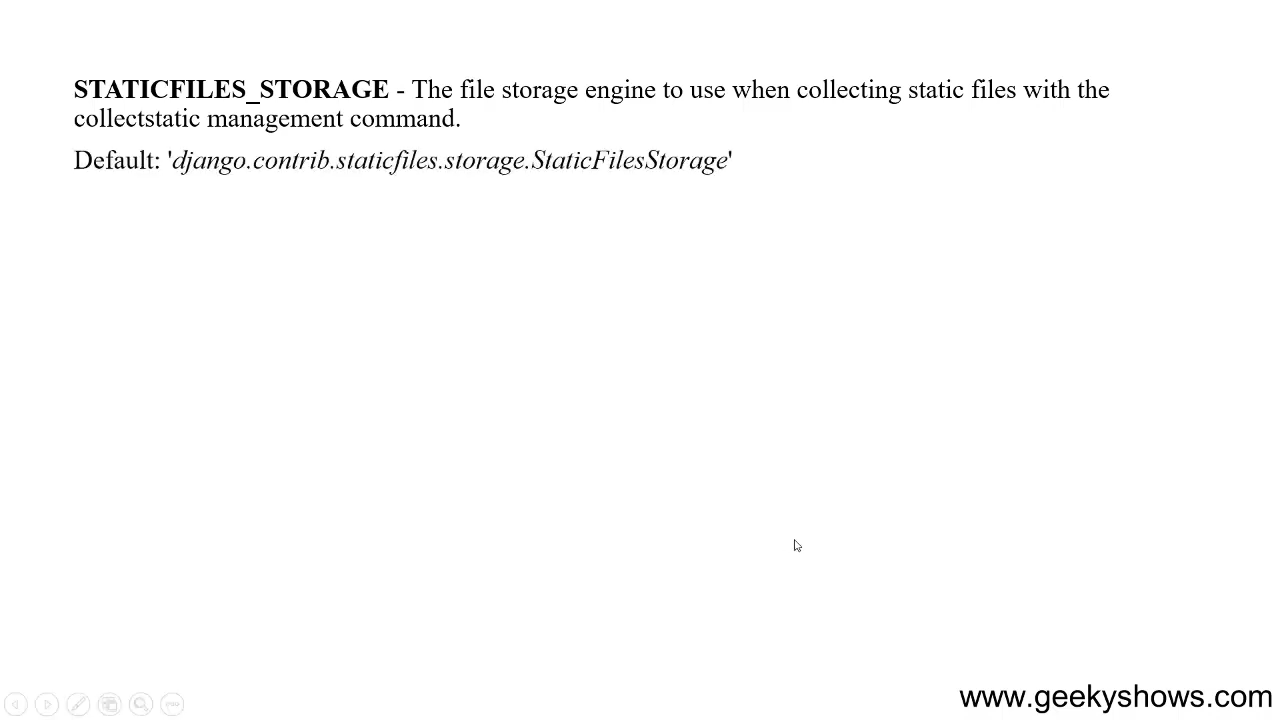 STATICFILES_STORAGE - The file storage engine to use when collecting static files with the
collectstatic management command.
Default: 'django.contrib.staticfiles.storage.StaticFilesStorage'
www.geekyshows.com